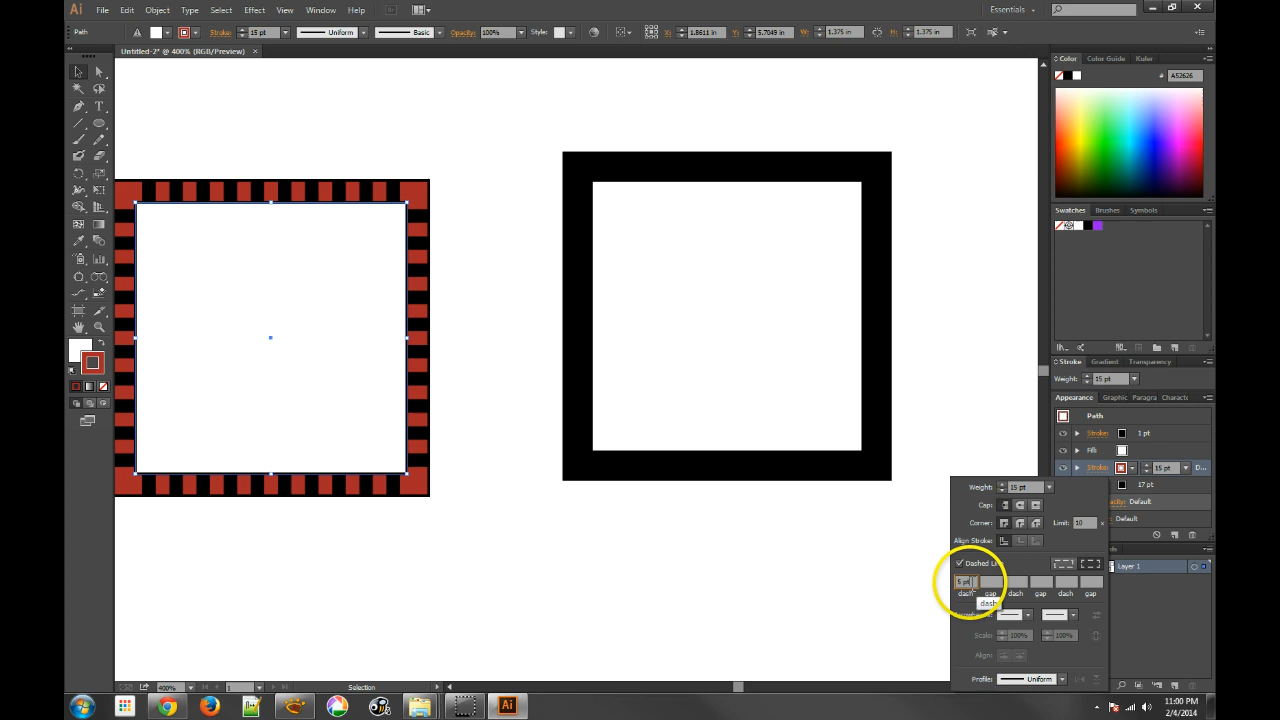 Ai File Edit Object Type Select Effect View Window Help Br Essentials
Path Stroke: 15 pt Uniform Basic Opacity: 100% Style: X: 1.8611 in Y: 5.7049 in W: 1.375 in H: 1.375 in
Untitled-2* @ 400% (RGB/Preview) ×
Color Color Guide Kuler
# A52626
Swatches Brushes Symbols
Stroke Gradient Transparency
Weight: 15 pt
Appearance Graphic Paragra Characte
Path
Stroke: 1 pt
Fill:
Stroke: 15 pt D...
17 pt
Default
Default
Layer 1
Weight: 15 pt
Cap:
Corner: Limit: 10 x
Align Stroke:
Dashed
5 pt
dash gap dash gap dash gap
dash
Scale: 100% 100%
Align:
Profile: Uniform
400% 1 Selection
Ai
11:00 PM
2/4/2014